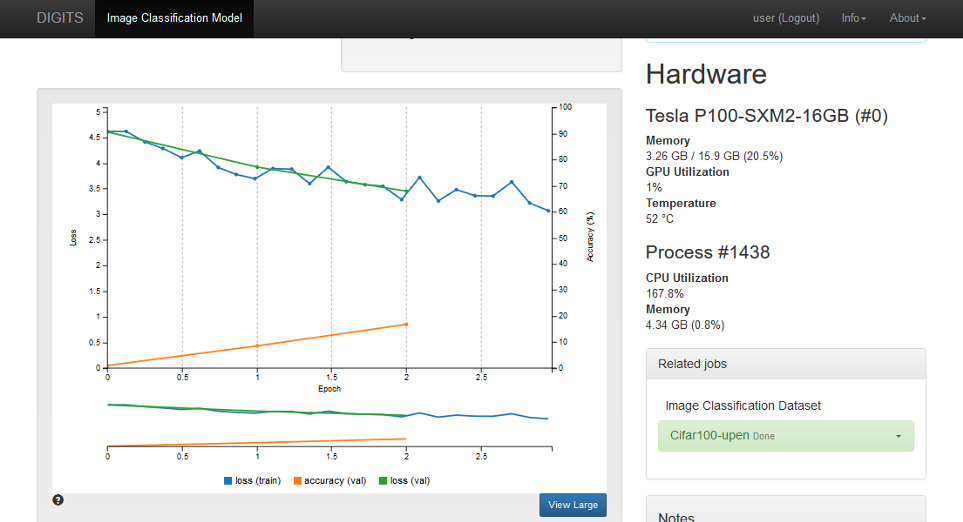 DIGITS Image Classification Model user (Logout) Info About
Hardware
Tesla P100-SXM2-16GB (#0)
Memory
3.26 GB / 15.9 GB (20.5%)
GPU Utilization
1%
Temperature
52 °C
Process #1438
CPU Utilization
167.8%
Memory
4.34 GB (0.8%)
Related jobs
Image Classification Dataset
Cifar100-upen Done
Notes
5
4.5
4
3.5
3
2.5
2
1.5
1
0.5
0
Loss
100
90
80
70
60
50
40
30
20
10
0
Accuracy (%)
0 0.5 1 1.5 2 2.5
Epoch
0 0.5 1 1.5 2 2.5
loss (train) accuracy (val) loss (val)
?
View Large